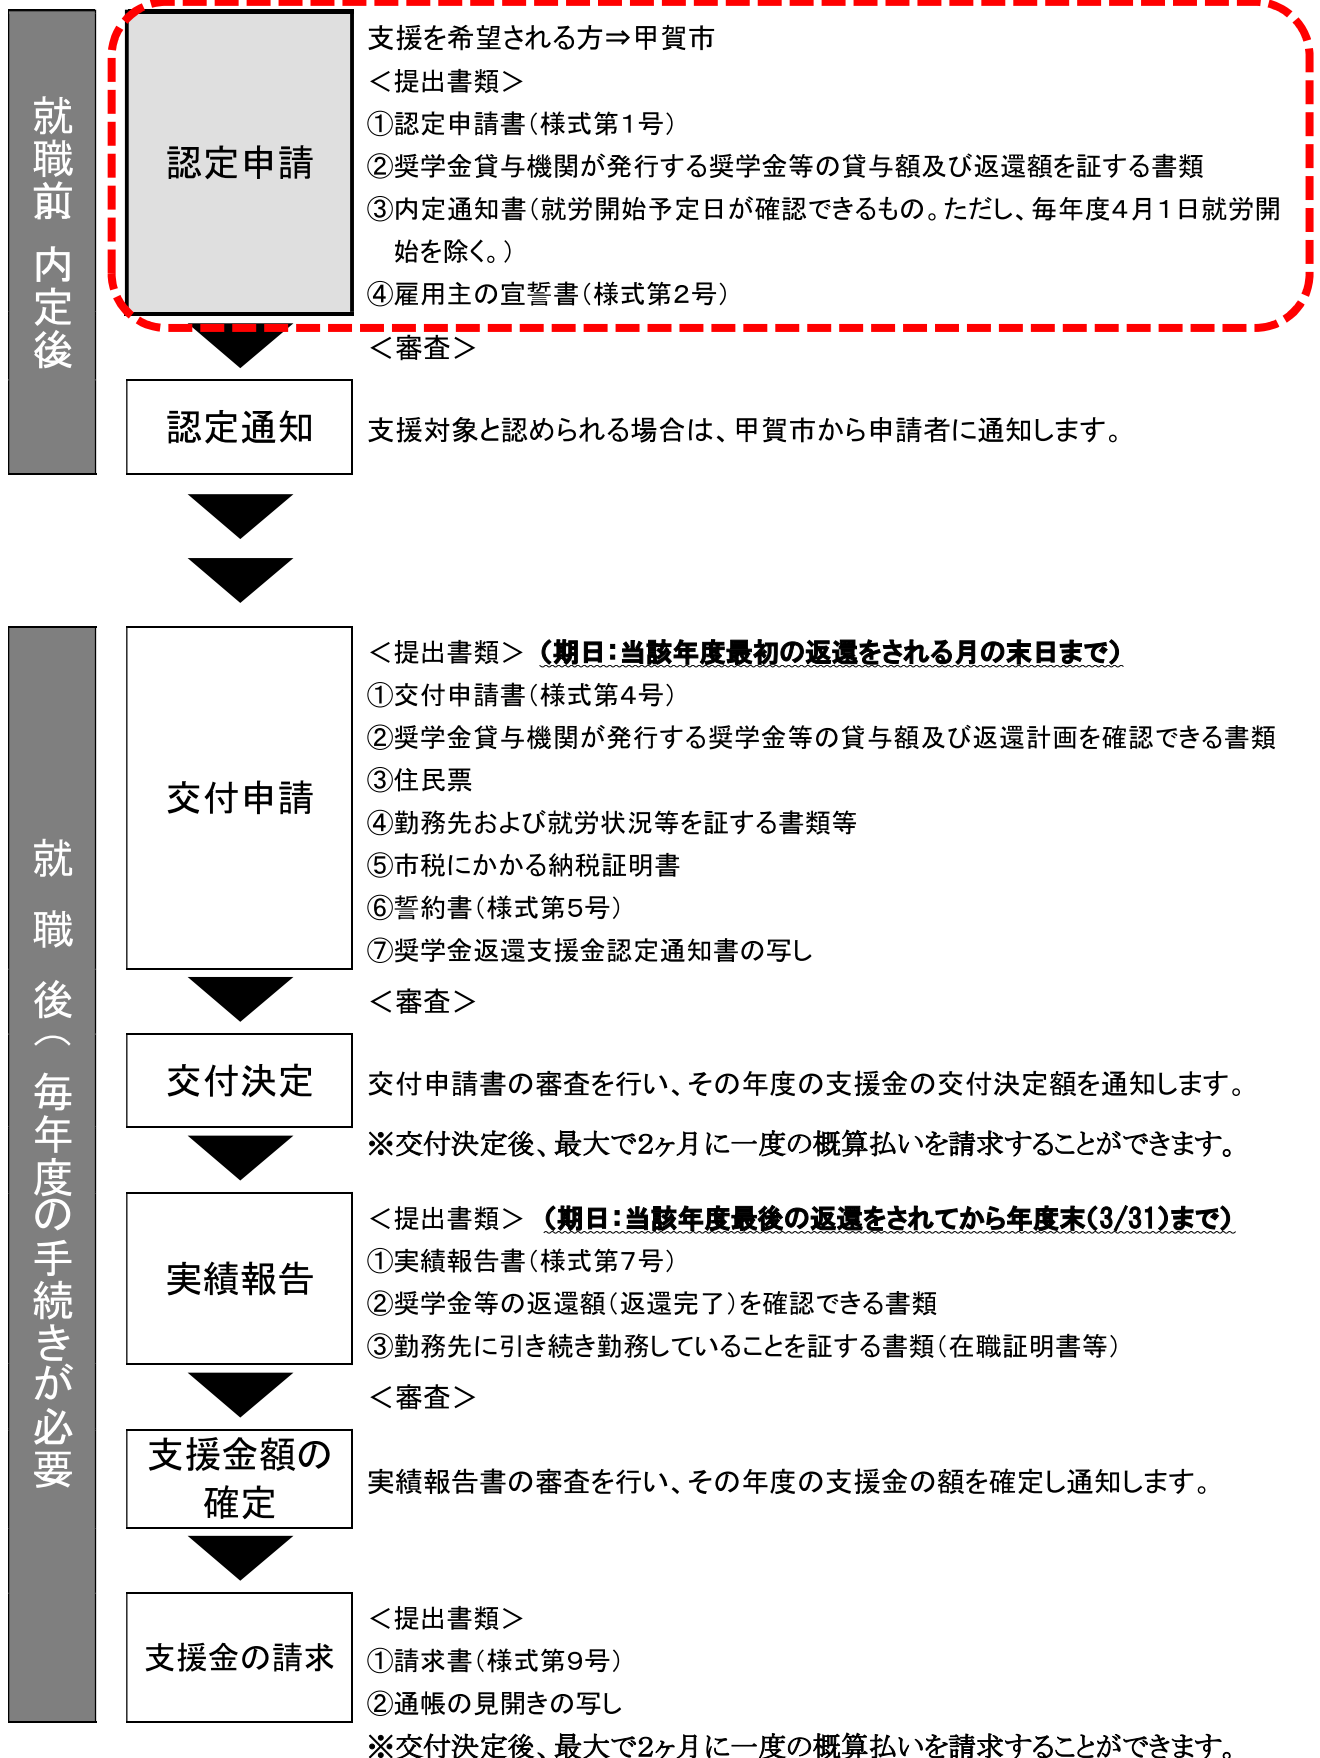 就職前 内定後
認定申請
支援を希望される方⇒甲賀市
＜提出書類＞
①認定申請書（様式第１号）
②奨学金貸与機関が発行する奨学金等の貸与額及び返還額を証する書類
③内定通知書（就労開始予定日が確認できるもの。ただし、毎年度４月１日就労開
始を除く。）
④雇用主の宣誓書（様式第２号）
＜審査＞
認定通知
支援対象と認められる場合は、甲賀市から申請者に通知します。
就職後（毎年度の手続きが必要
交付申請
＜提出書類＞（期日：当該年度最初の返還をされる月の末日まで）
①交付申請書（様式第４号）
②奨学金貸与機関が発行する奨学金等の貸与額及び返還計画を確認できる書類
③住民票
④勤務先および就労状況等を証する書類等
⑤市税にかかる納税証明書
⑥誓約書（様式第５号）
⑦奨学金返還支援金認定通知書の写し
＜審査＞
交付決定
交付申請書の審査を行い、その年度の支援金の交付決定額を通知します。
※交付決定後、最大で2ヶ月に一度の概算払いを請求することができます。
実績報告
＜提出書類＞（期日：当該年度最後の返還をされてから年度末（3/31）まで）
①実績報告書（様式第７号）
②奨学金等の返還額（返還完了）を確認できる書類
③勤務先に引き続き勤務していることを証する書類（在職証明書等）
＜審査＞
支援金額の
確定
実績報告書の審査を行い、その年度の支援金の額を確定し通知します。
支援金の請求
＜提出書類＞
①請求書（様式第９号）
②通帳の見開きの写し
※交付決定後、最大で2ヶ月に一度の概算払いを請求することができます。